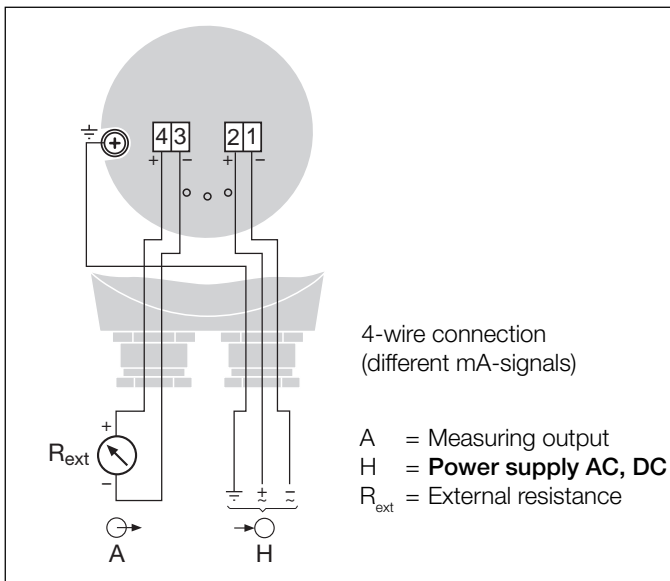 4 3 2 1
+ − + −
4-wire connection
(different mA-signals)
+
R_ext
−
A = Measuring output
H = Power supply AC, DC
R_ext = External resistance
+ −
~ ~
A H